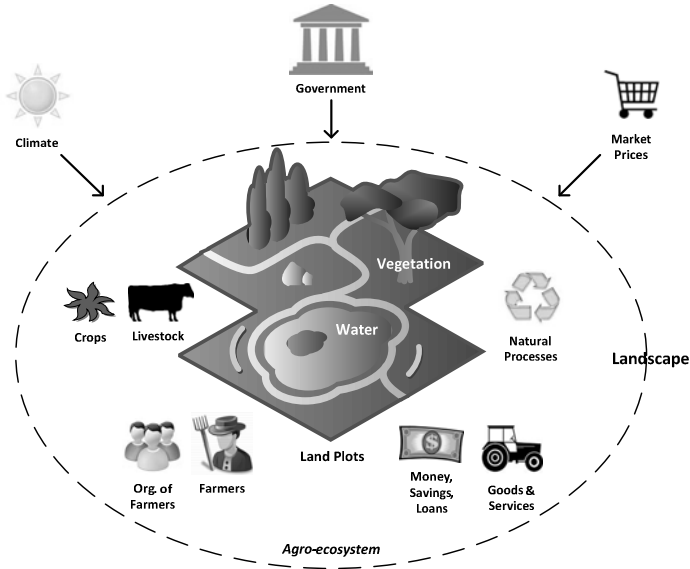 Government
Climate
Market
Prices
Vegetation
Water
Crops
Livestock
Natural
Processes
Landscape
Land Plots
Org. of
Farmers
Farmers
$
Money,
Savings,
Loans
Goods &
Services
Agro-ecosystem